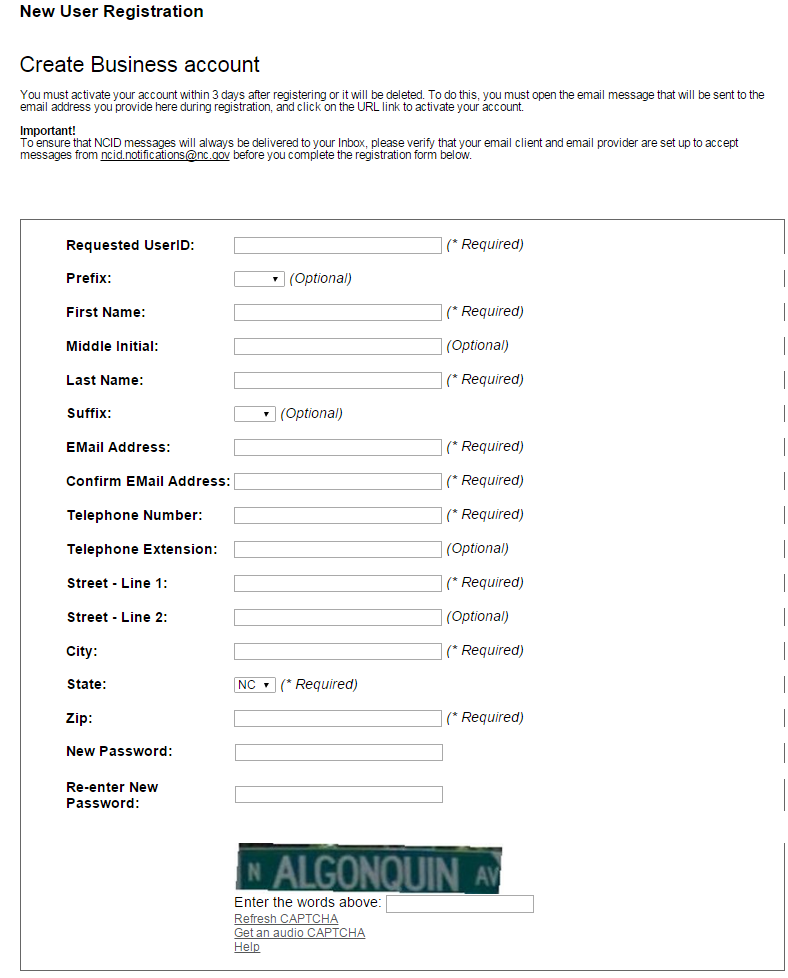 New User Registration
Create Business account
You must activate your account within 3 days after registering or it will be deleted. To do this, you must open the email message that will be sent to the
email address you provide here during registration, and click on the URL link to activate your account.
Important!
To ensure that NCID messages will always be delivered to your Inbox, please verify that your email client and email provider are set up to accept
messages from ncid.notifications@nc.gov before you complete the registration form below.
Requested UserID: (* Required)
Prefix: (Optional)
First Name: (* Required)
Middle Initial: (Optional)
Last Name: (* Required)
Suffix: (Optional)
EMail Address: (* Required)
Confirm EMail Address: (* Required)
Telephone Number: (* Required)
Telephone Extension: (Optional)
Street - Line 1: (* Required)
Street - Line 2: (Optional)
City: (* Required)
State: NC (* Required)
Zip: (* Required)
New Password:
Re-enter New
Password:
N ALGONQUIN AV
Enter the words above:
Refresh CAPTCHA
Get an audio CAPTCHA
Help